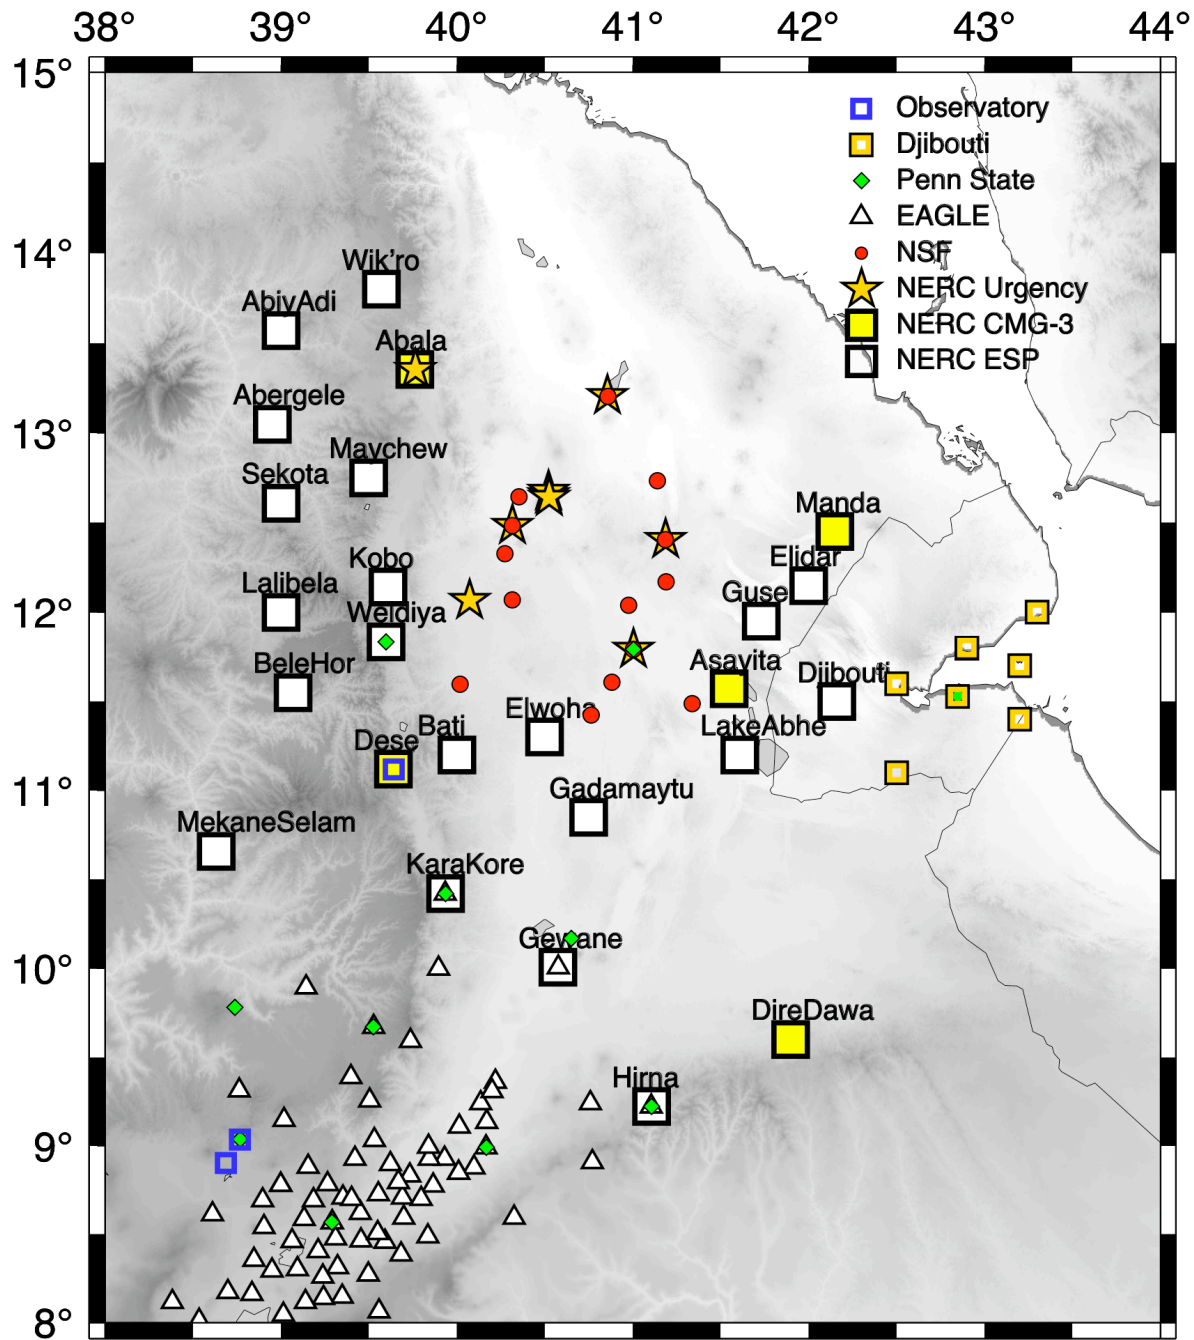 38° 39° 40° 41° 42° 43° 44°
15°
Observatory
Djibouti
Penn State
EAGLE
NSF
NERC Urgency
NERC CMG-3
NERC ESP
14°
Wik'ro
AbiyAdi
Abala
Abergele
13°
Maychew
Sekota
Manda
Kobo
Elidar
Lalibela
Guse
12°
Weldiya
BeleHor
Asayita
Djibouti
Elwoha
Bati
LakeAbhe
Dese
11°
Gadamaytu
MekaneSelam
KaraKore
Gewane
10°
DireDawa
Hirna
9°
8°